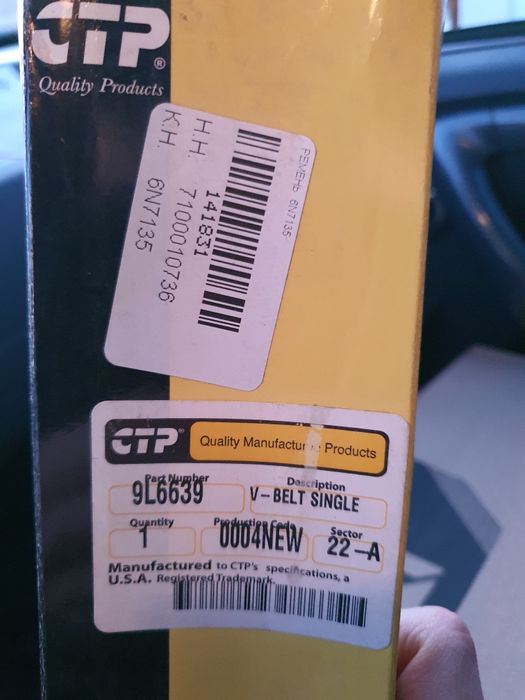 CTP®
Quality Products
РЕМЕНЬ 6N7135
141831
Н.Н. 7100010736
К.Н. 6N7135
CTP®
Quality Manufactur Products
Part Number
9L6639
Description
V-BELT SINGLE
Quantity
1
Production Code
0004NEW
Sector
22-A
Manufactured to CTP's specifications, a
U.S.A. Registered Trademark.